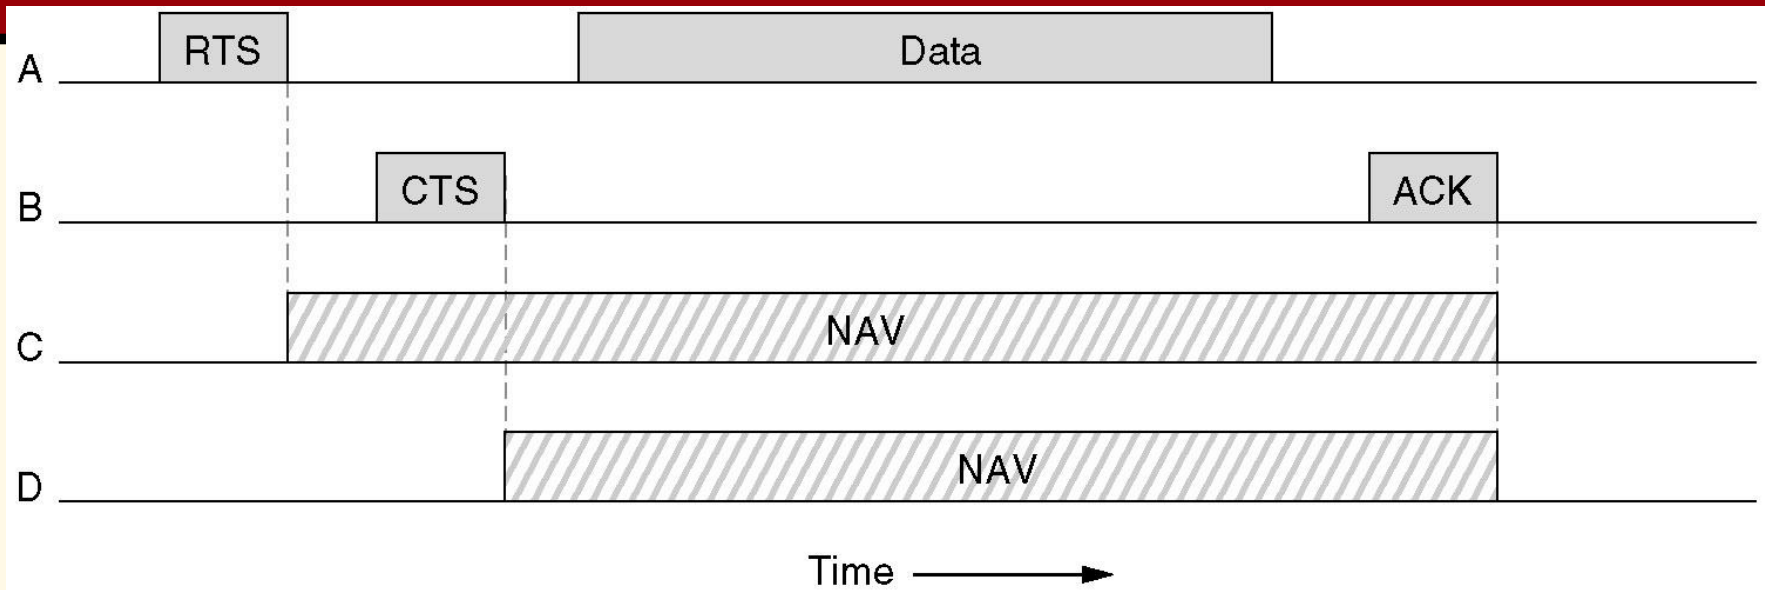 A RTS Data
B CTS ACK
C NAV
D NAV
Time